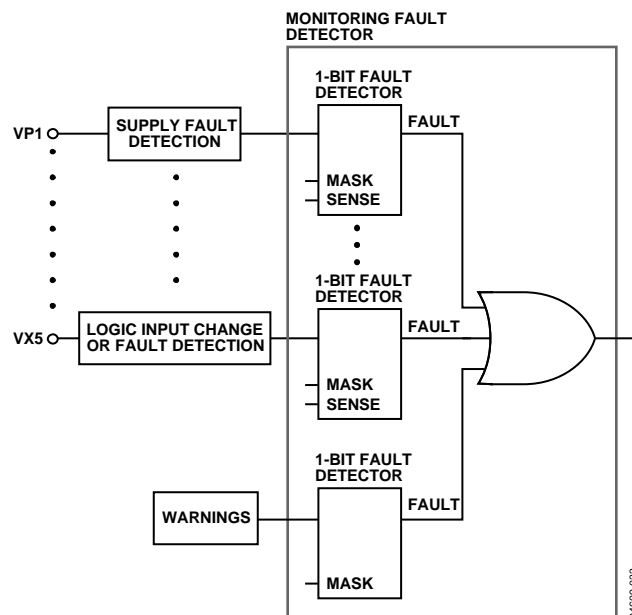 MONITORING FAULT
DETECTOR
1-BIT FAULT
DETECTOR
VP1
SUPPLY FAULT
DETECTION
FAULT
MASK
SENSE
1-BIT FAULT
DETECTOR
VX5
LOGIC INPUT CHANGE
OR FAULT DETECTION
FAULT
MASK
SENSE
1-BIT FAULT
DETECTOR
WARNINGS
FAULT
MASK